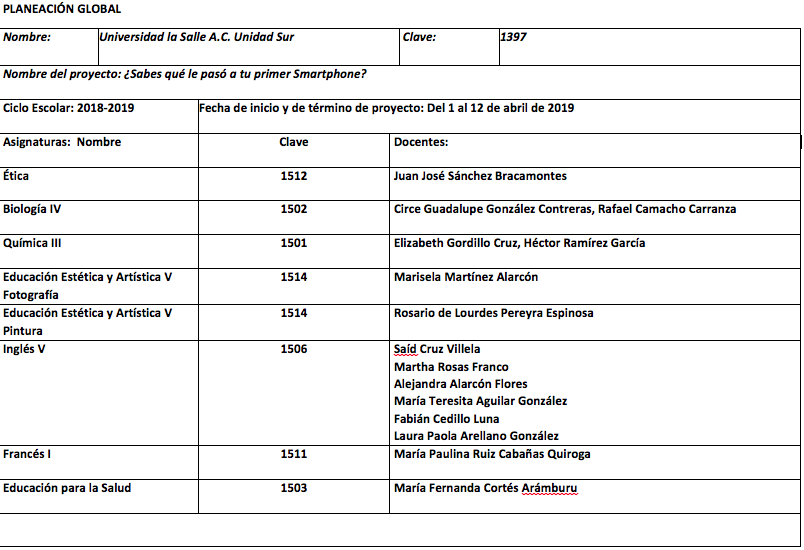 PLANEACIÓN GLOBAL
Nombre: Universidad la Salle A.C. Unidad Sur Clave: 1397
Nombre del proyecto: ¿Sabes qué le pasó a tu primer Smartphone?
Ciclo Escolar: 2018-2019 Fecha de inicio y de término de proyecto: Del 1 al 12 de abril de 2019
Asignaturas: Nombre Clave Docentes:
Ética 1512 Juan José Sánchez Bracamontes
Biología IV 1502 Circe Guadalupe González Contreras, Rafael Camacho Carranza
Química III 1501 Elizabeth Gordillo Cruz, Héctor Ramírez García
Educación Estética y Artística V 1514 Marisela Martínez Alarcón
Fotografía
Educación Estética y Artística V 1514 Rosario de Lourdes Pereyra Espinosa
Pintura
Inglés V 1506 Saíd Cruz Villela
Martha Rosas Franco
Alejandra Alarcón Flores
María Teresita Aguilar González
Fabián Cedillo Luna
Laura Paola Arellano González
Francés I 1511 María Paulina Ruiz Cabañas Quiroga
Educación para la Salud 1503 María Fernanda Cortés Arámburu